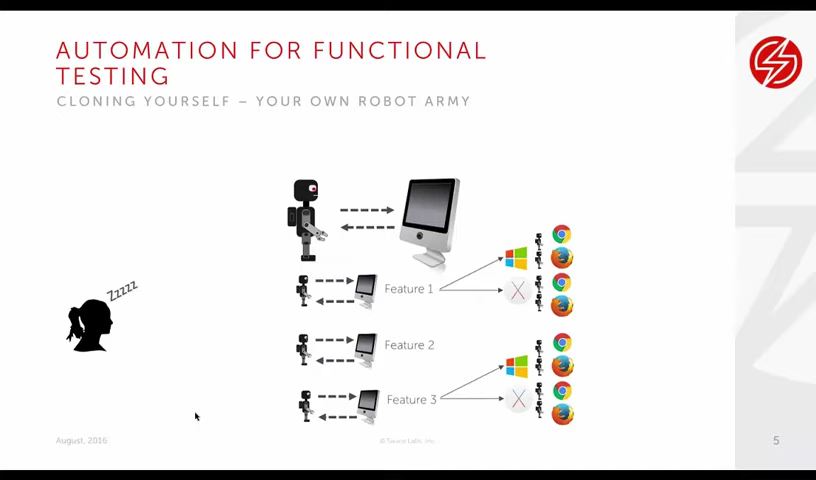 AUTOMATION FOR FUNCTIONAL
TESTING
CLONING YOURSELF – YOUR OWN ROBOT ARMY
Zzzzz
Feature 1
Feature 2
Feature 3
August, 2016
© Sauce Labs, Inc.
5